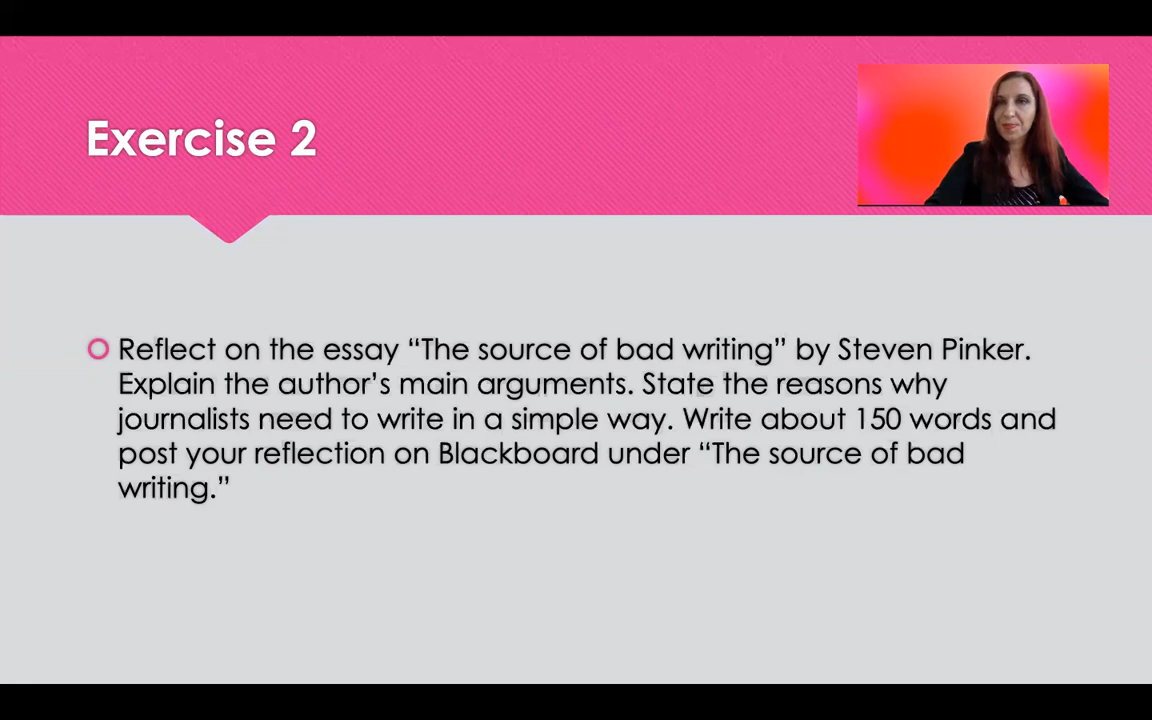 Exercise 2
Reflect on the essay “The source of bad writing” by Steven Pinker.
Explain the author’s main arguments. State the reasons why
journalists need to write in a simple way. Write about 150 words and
post your reflection on Blackboard under “The source of bad
writing.”